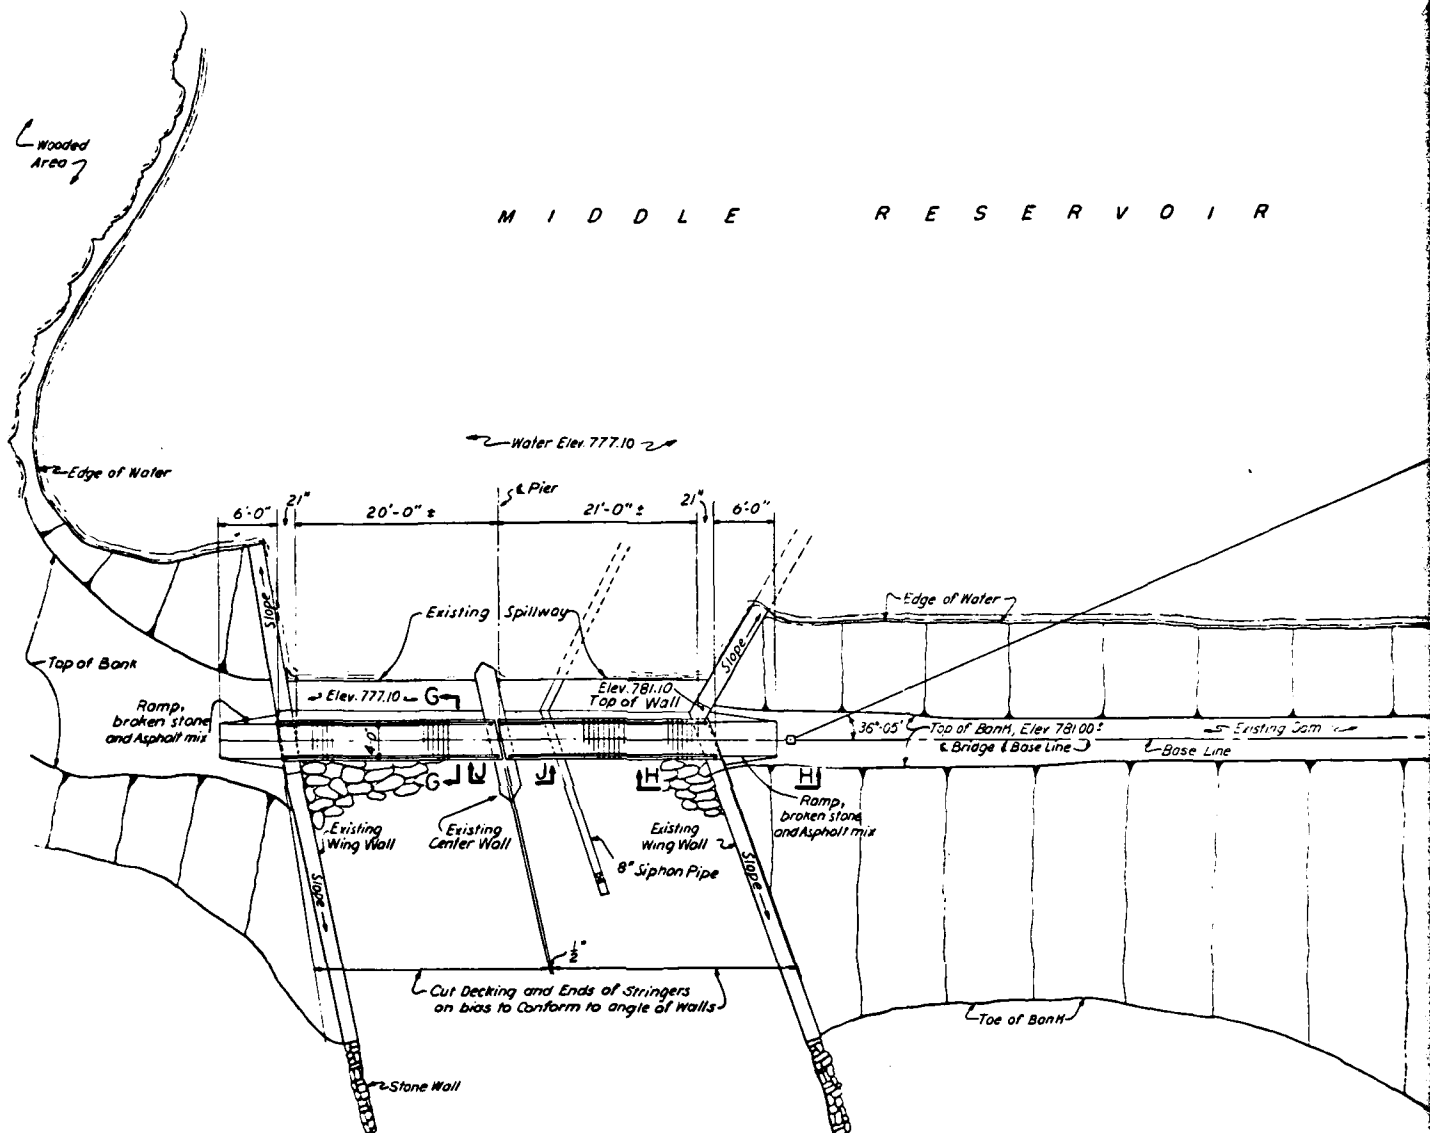 Wooded
Area
MIDDLE RESERVOIR
Water Elev. 777.10
Edge of Water
℄ Pier
6'-0"
21"
20'-0" ±
21'-0" ±
21"
6'-0"
Slope
Existing Spillway
Edge of Water
Slope
Top of Bank
Elev. 777.10
G
Elev. 781.10
Top of Wall
Ramp,
broken stone
and Asphalt mix
4'-0"
36°-05'
Top of Bank, Elev 781.00±
Existing Dam
℄ Bridge & Base Line
Base Line
G
J
J
H
H
Ramp,
broken stone
and Asphalt mix
Existing
Wing Wall
Existing
Center Wall
Existing
Wing Wall
8" Siphon Pipe
Slope
Slope
1/2"
Cut Decking and Ends of Stringers
on bias to Conform to angle of Walls
Toe of Bank
Stone Wall